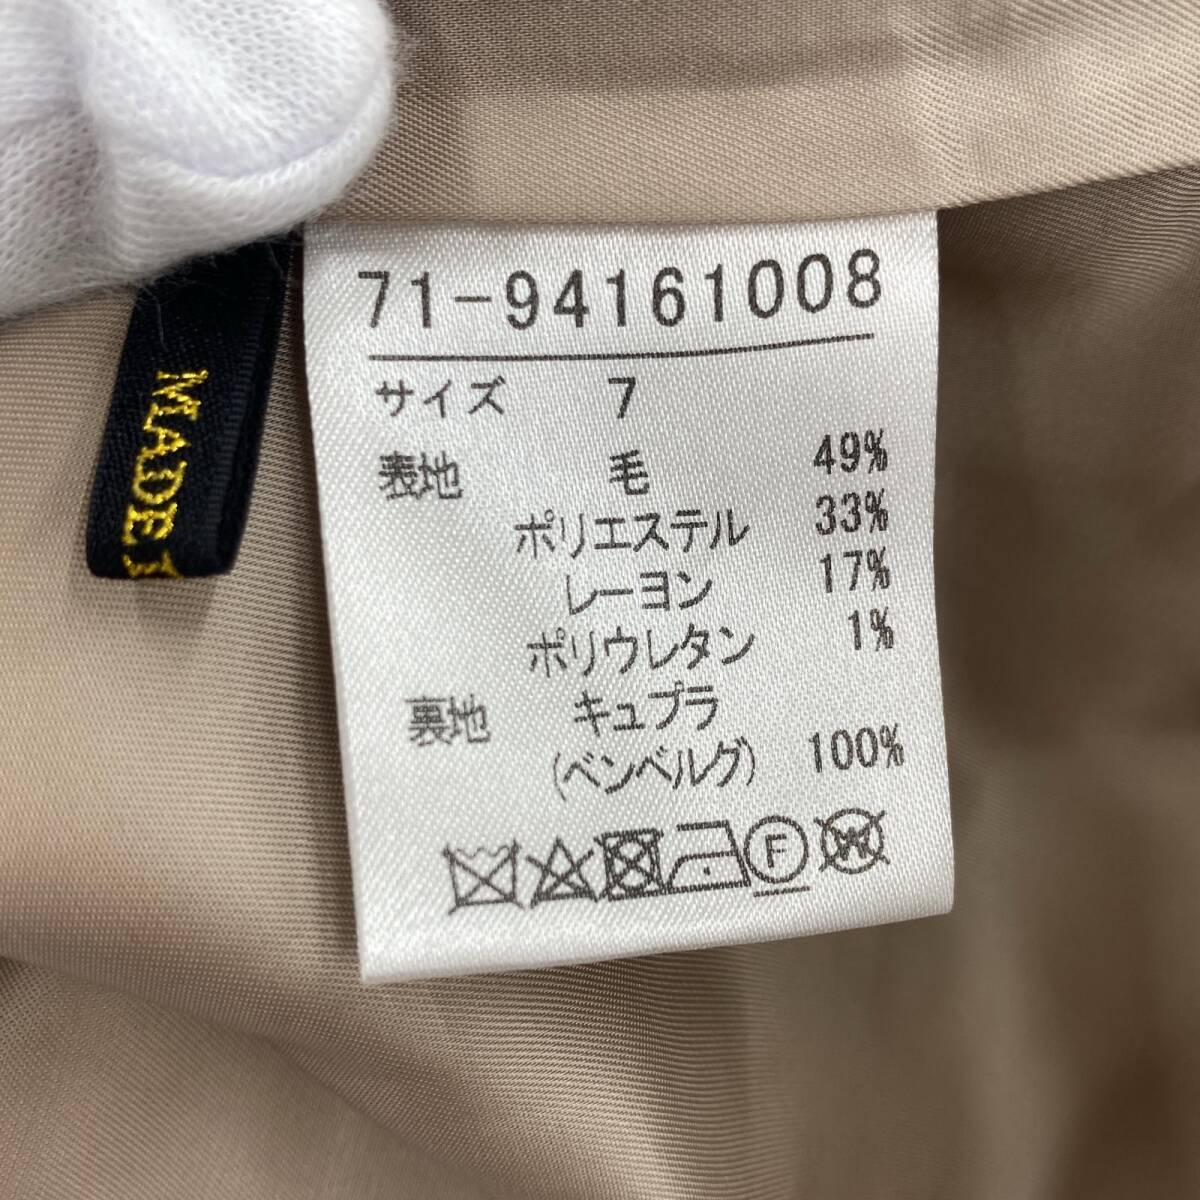 71-94161008
サイズ 7
表地 毛 49%
ポリエステル 33%
レーヨン 17%
ポリウレタン 1%
裏地 キュプラ
(ベンベルグ) 100%
F W
MADE